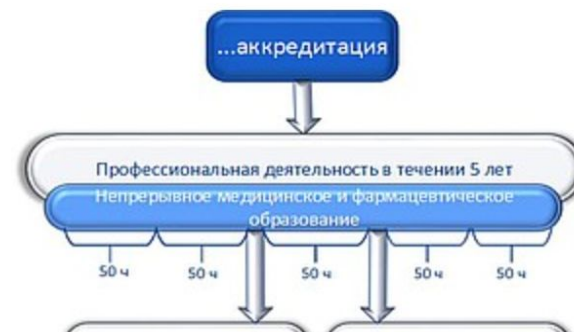 ...аккредитация
Профессиональная деятельность в течении 5 лет
Непрерывное медицинское и фармацевтическое
образование
50 ч 50 ч 50 ч 50 ч 50 ч